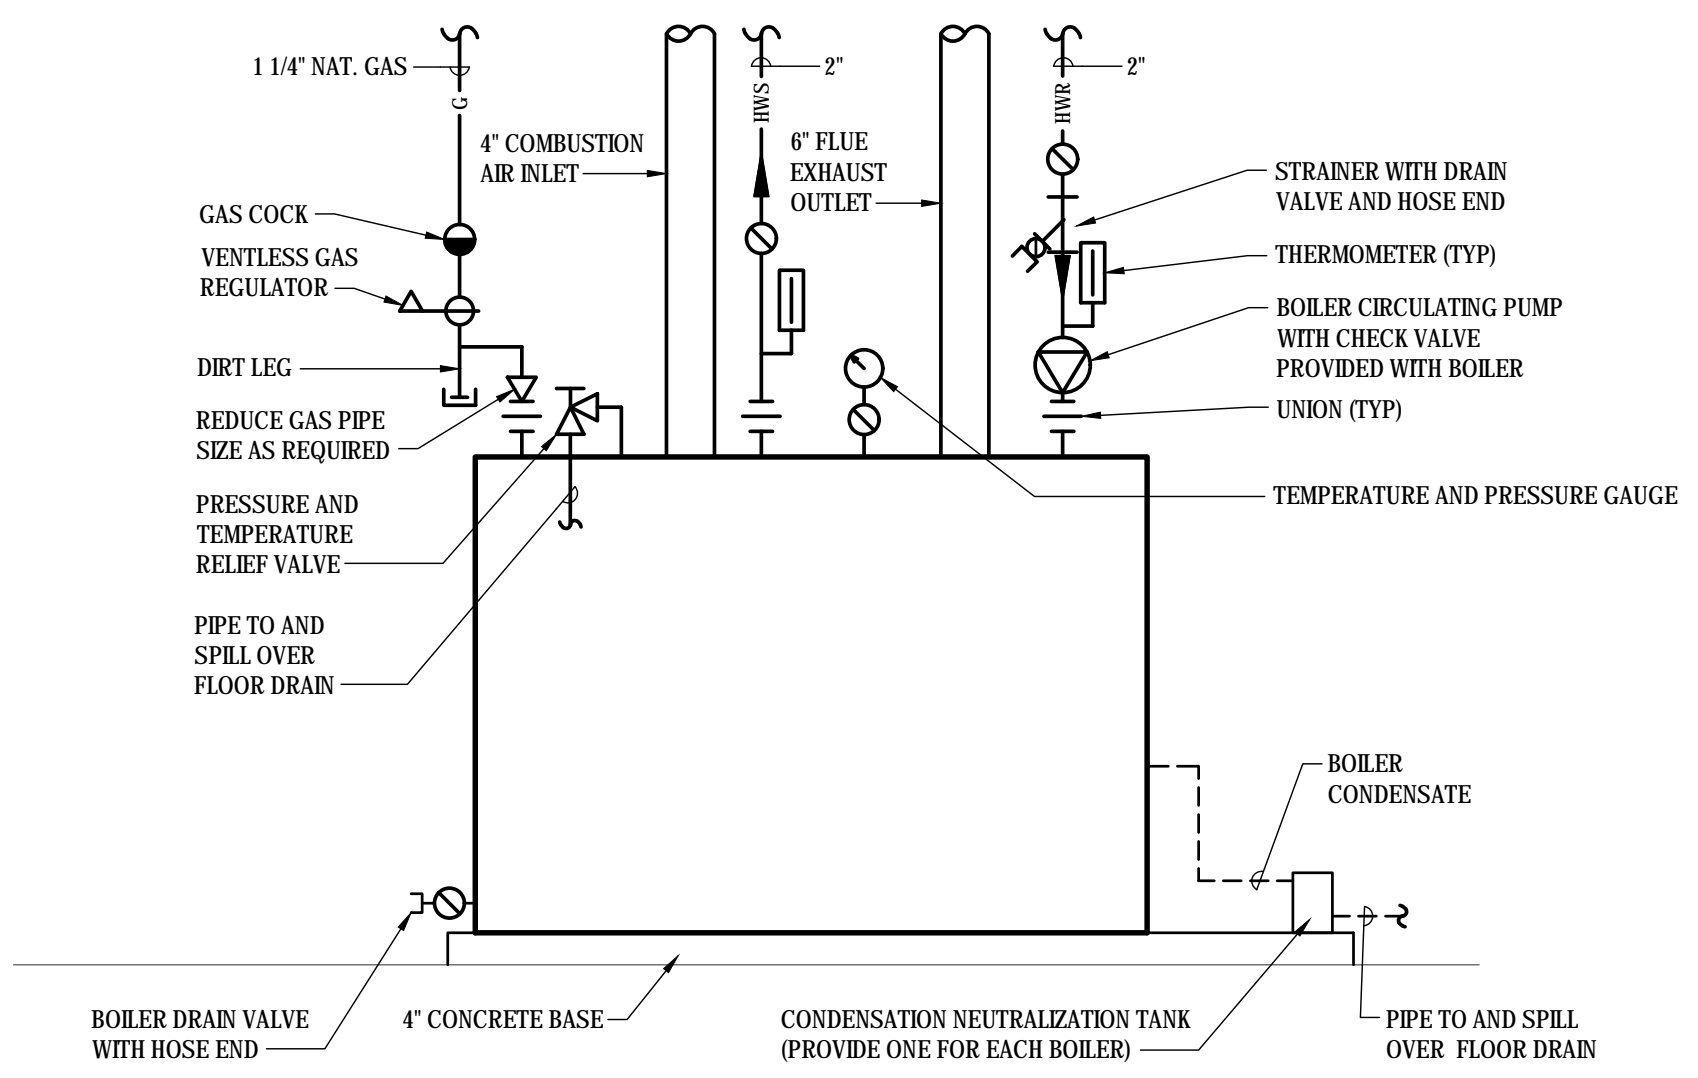 1 1/4" NAT. GAS
G
4" COMBUSTION
AIR INLET
HWS
2"
6" FLUE
EXHAUST
OUTLET
HWR
2"
STRAINER WITH DRAIN
VALVE AND HOSE END
GAS COCK
VENTLESS GAS
REGULATOR
THERMOMETER (TYP)
BOILER CIRCULATING PUMP
WITH CHECK VALVE
PROVIDED WITH BOILER
DIRT LEG
UNION (TYP)
REDUCE GAS PIPE
SIZE AS REQUIRED
PRESSURE AND
TEMPERATURE
RELIEF VALVE
TEMPERATURE AND PRESSURE GAUGE
PIPE TO AND
SPILL OVER
FLOOR DRAIN
BOILER
CONDENSATE
BOILER DRAIN VALVE
WITH HOSE END
4" CONCRETE BASE
CONDENSATION NEUTRALIZATION TANK
(PROVIDE ONE FOR EACH BOILER)
PIPE TO AND SPILL
OVER FLOOR DRAIN